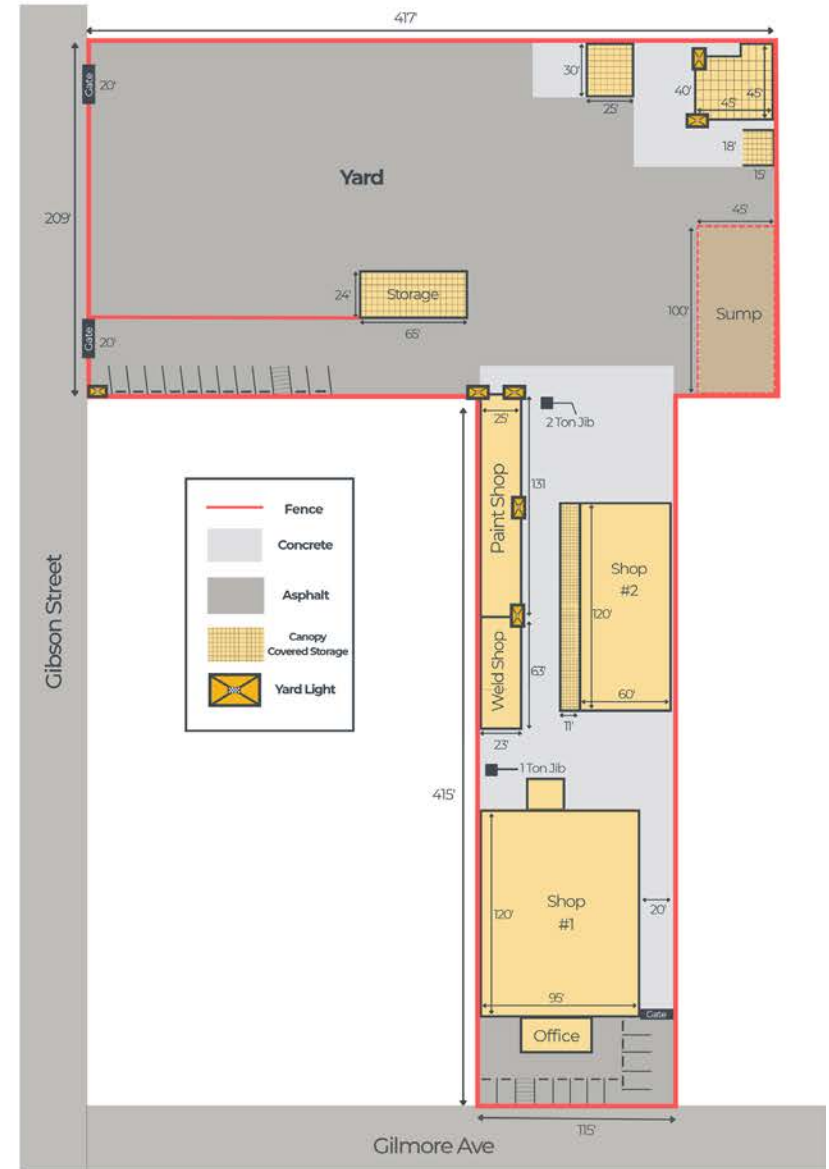 417'
Gate
20'
30'
25'
40'
45'
45'
18'
15'
Yard
209'
45'
24'
Storage
65'
100'
Sump
Gate
20'
25'
2 Ton Jib
131
Paint Shop
Fence
Concrete
Asphalt
Canopy
Covered Storage
Yard Light
Gibson Street
Shop
#2
120'
60'
11'
Weld Shop
63'
23'
1 Ton Jib
415'
Shop
#1
120'
20'
95'
Gate
Office
115'
Gilmore Ave